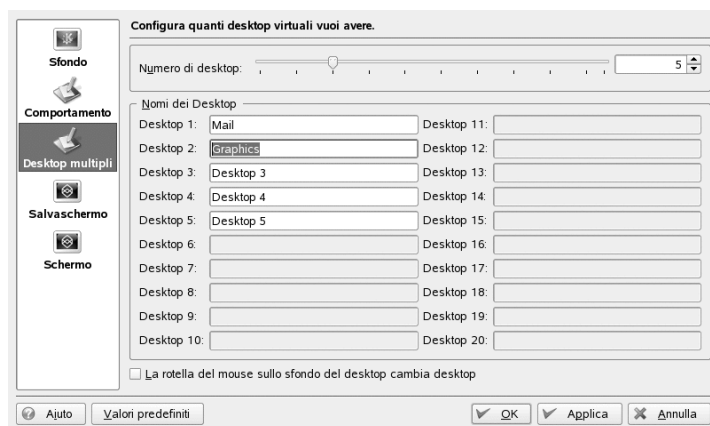 Configura quanti desktop virtuali vuoi avere.
Sfondo
Comportamento
Desktop multipli
Salvaschermo
Schermo
Numero di desktop: 5
Nomi dei Desktop
Desktop 1: Mail Desktop 11:
Desktop 2: Graphics Desktop 12:
Desktop 3: Desktop 3 Desktop 13:
Desktop 4: Desktop 4 Desktop 14:
Desktop 5: Desktop 5 Desktop 15:
Desktop 6: Desktop 16:
Desktop 7: Desktop 17:
Desktop 8: Desktop 18:
Desktop 9: Desktop 19:
Desktop 10: Desktop 20:
La rotella del mouse sullo sfondo del desktop cambia desktop
Aiuto Valori predefiniti OK Applica Annulla